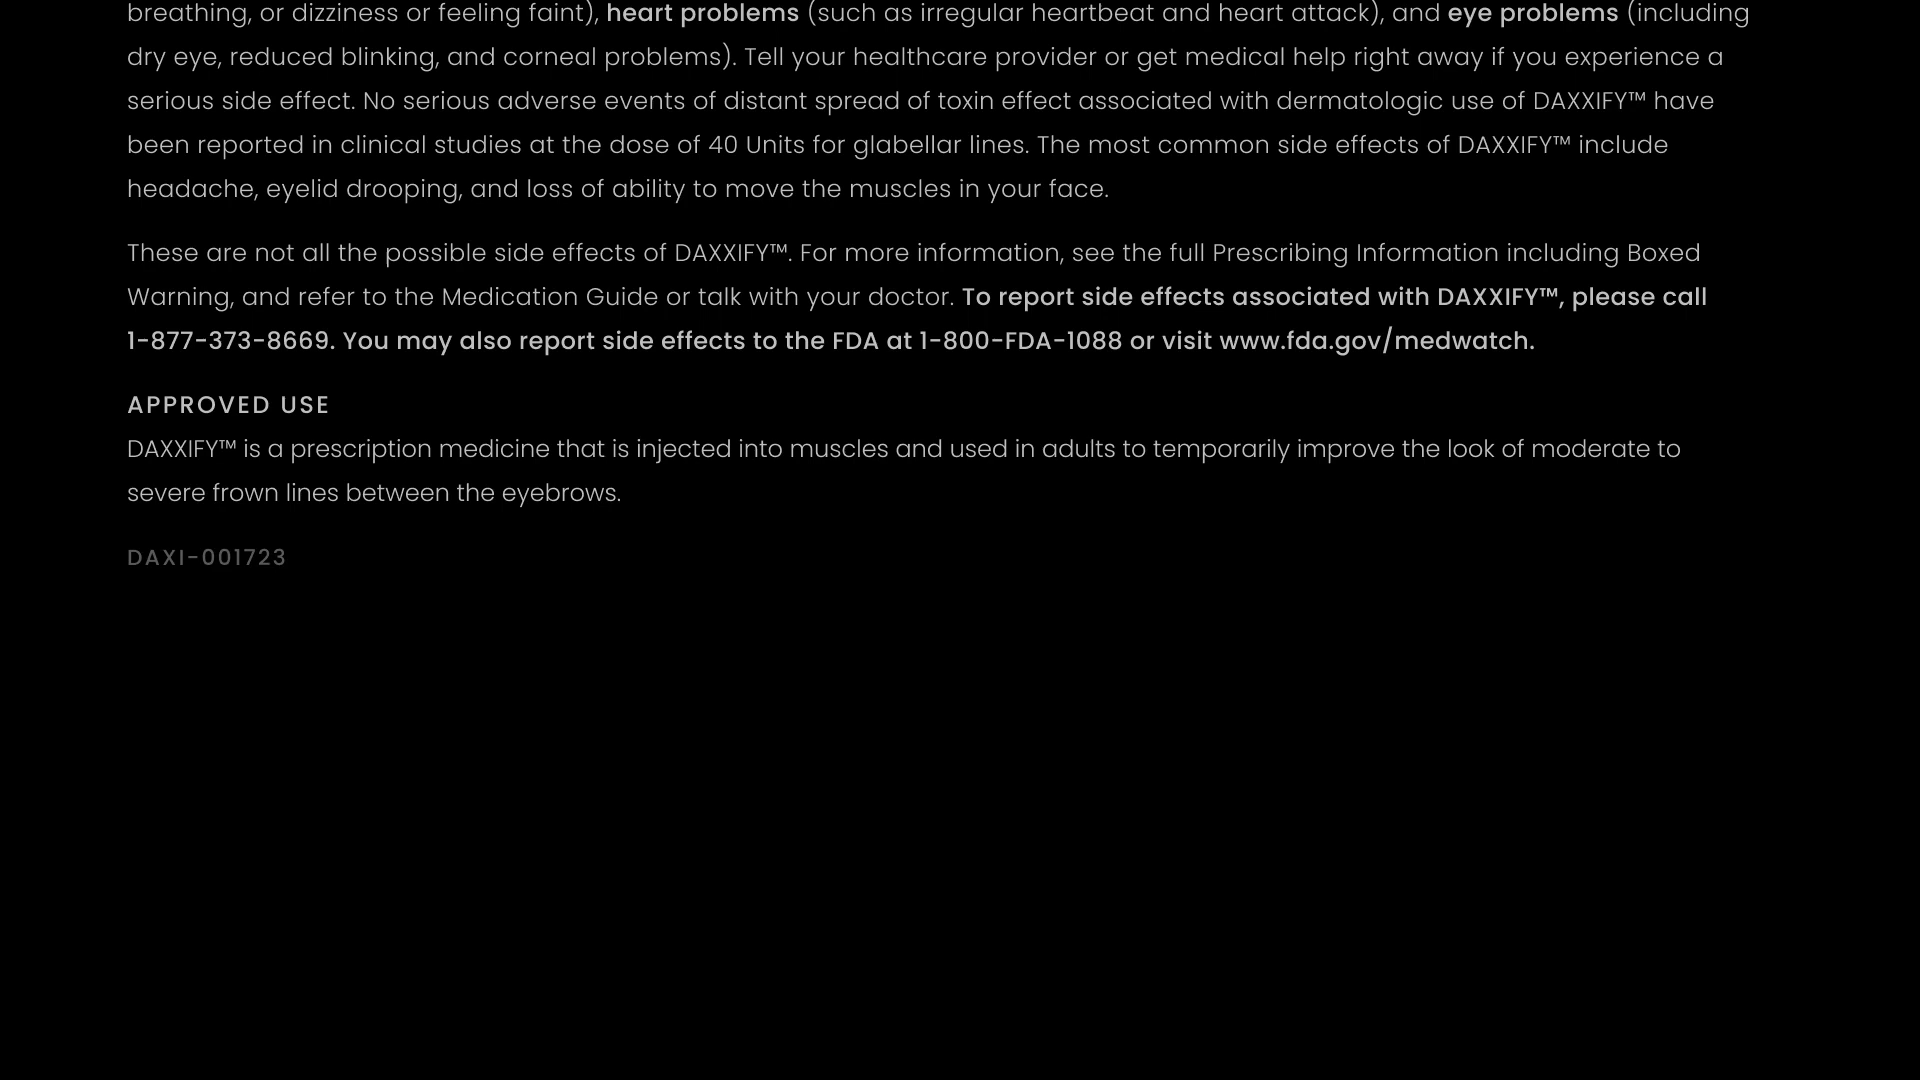 breathing, or dizziness or feeling faint), heart problems (such as irregular heartbeat and heart attack), and eye problems (including
dry eye, reduced blinking, and corneal problems). Tell your healthcare provider or get medical help right away if you experience a
serious side effect. No serious adverse events of distant spread of toxin effect associated with dermatologic use of DAXXIFY™ have
been reported in clinical studies at the dose of 40 Units for glabellar lines. The most common side effects of DAXXIFY™ include
headache, eyelid drooping, and loss of ability to move the muscles in your face.
These are not all the possible side effects of DAXXIFY™. For more information, see the full Prescribing Information including Boxed
Warning, and refer to the Medication Guide or talk with your doctor. To report side effects associated with DAXXIFY™, please call
1-877-373-8669. You may also report side effects to the FDA at 1-800-FDA-1088 or visit www.fda.gov/medwatch.
APPROVED USE
DAXXIFY™ is a prescription medicine that is injected into muscles and used in adults to temporarily improve the look of moderate to
severe frown lines between the eyebrows.
DAXI-001723